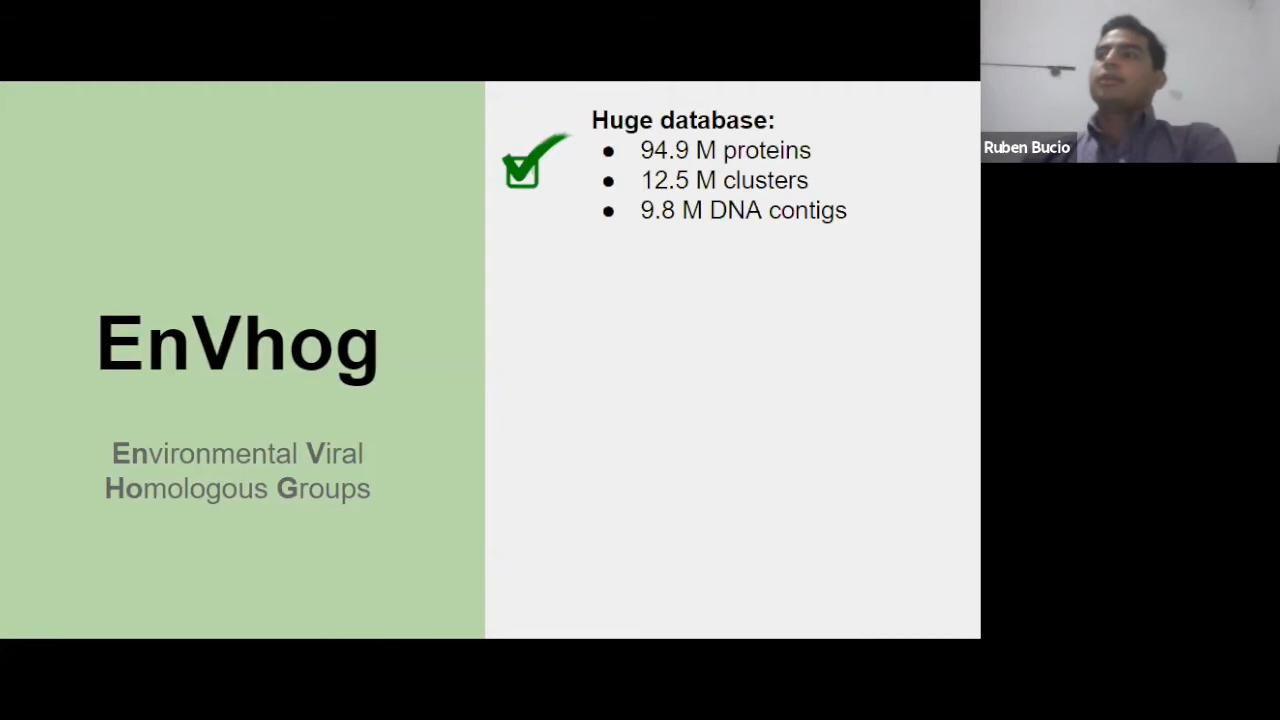 EnVhog
Environmental Viral
Homologous Groups
Huge database:
● 94.9 M proteins
● 12.5 M clusters
● 9.8 M DNA contigs
Ruben Bucio